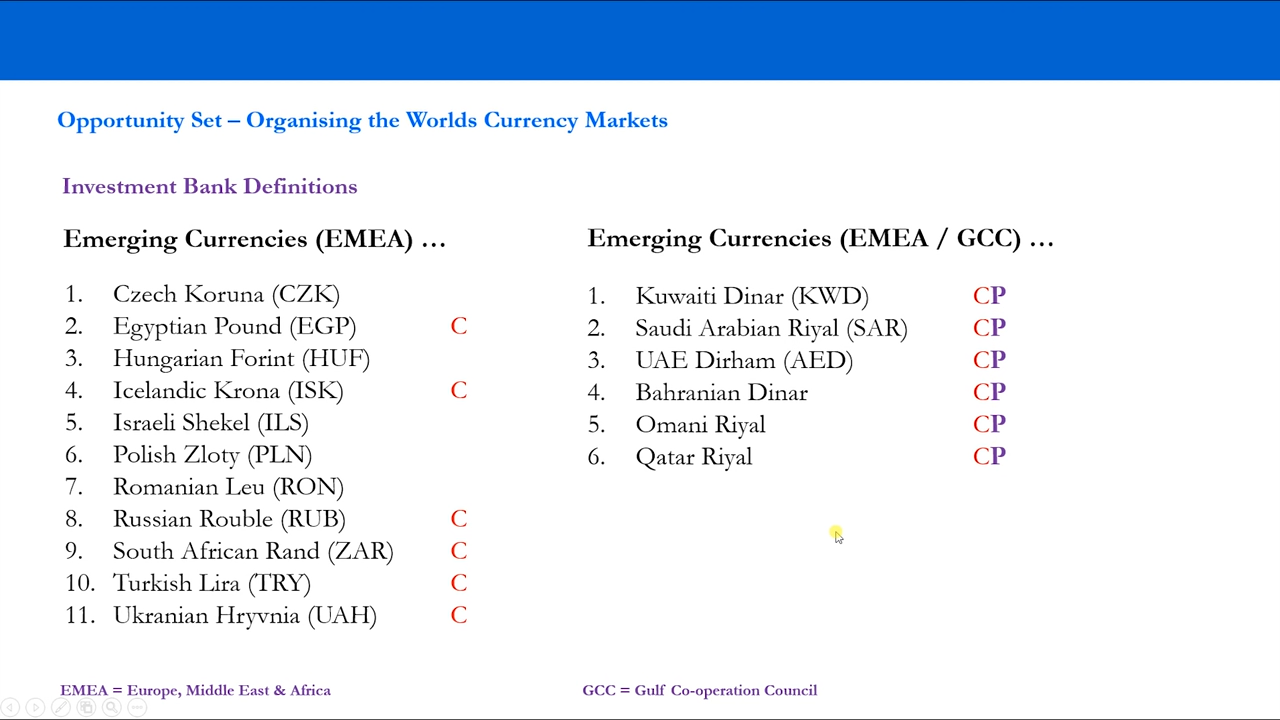 Opportunity Set – Organising the Worlds Currency Markets
Investment Bank Definitions
Emerging Currencies (EMEA) …
1. Czech Koruna (CZK)
2. Egyptian Pound (EGP) C
3. Hungarian Forint (HUF)
4. Icelandic Krona (ISK) C
5. Israeli Shekel (ILS)
6. Polish Zloty (PLN)
7. Romanian Leu (RON)
8. Russian Rouble (RUB) C
9. South African Rand (ZAR) C
10. Turkish Lira (TRY) C
11. Ukranian Hryvnia (UAH) C
EMEA = Europe, Middle East & Africa
Emerging Currencies (EMEA / GCC) …
1. Kuwaiti Dinar (KWD) CP
2. Saudi Arabian Riyal (SAR) CP
3. UAE Dirham (AED) CP
4. Bahranian Dinar CP
5. Omani Riyal CP
6. Qatar Riyal CP
GCC = Gulf Co-operation Council